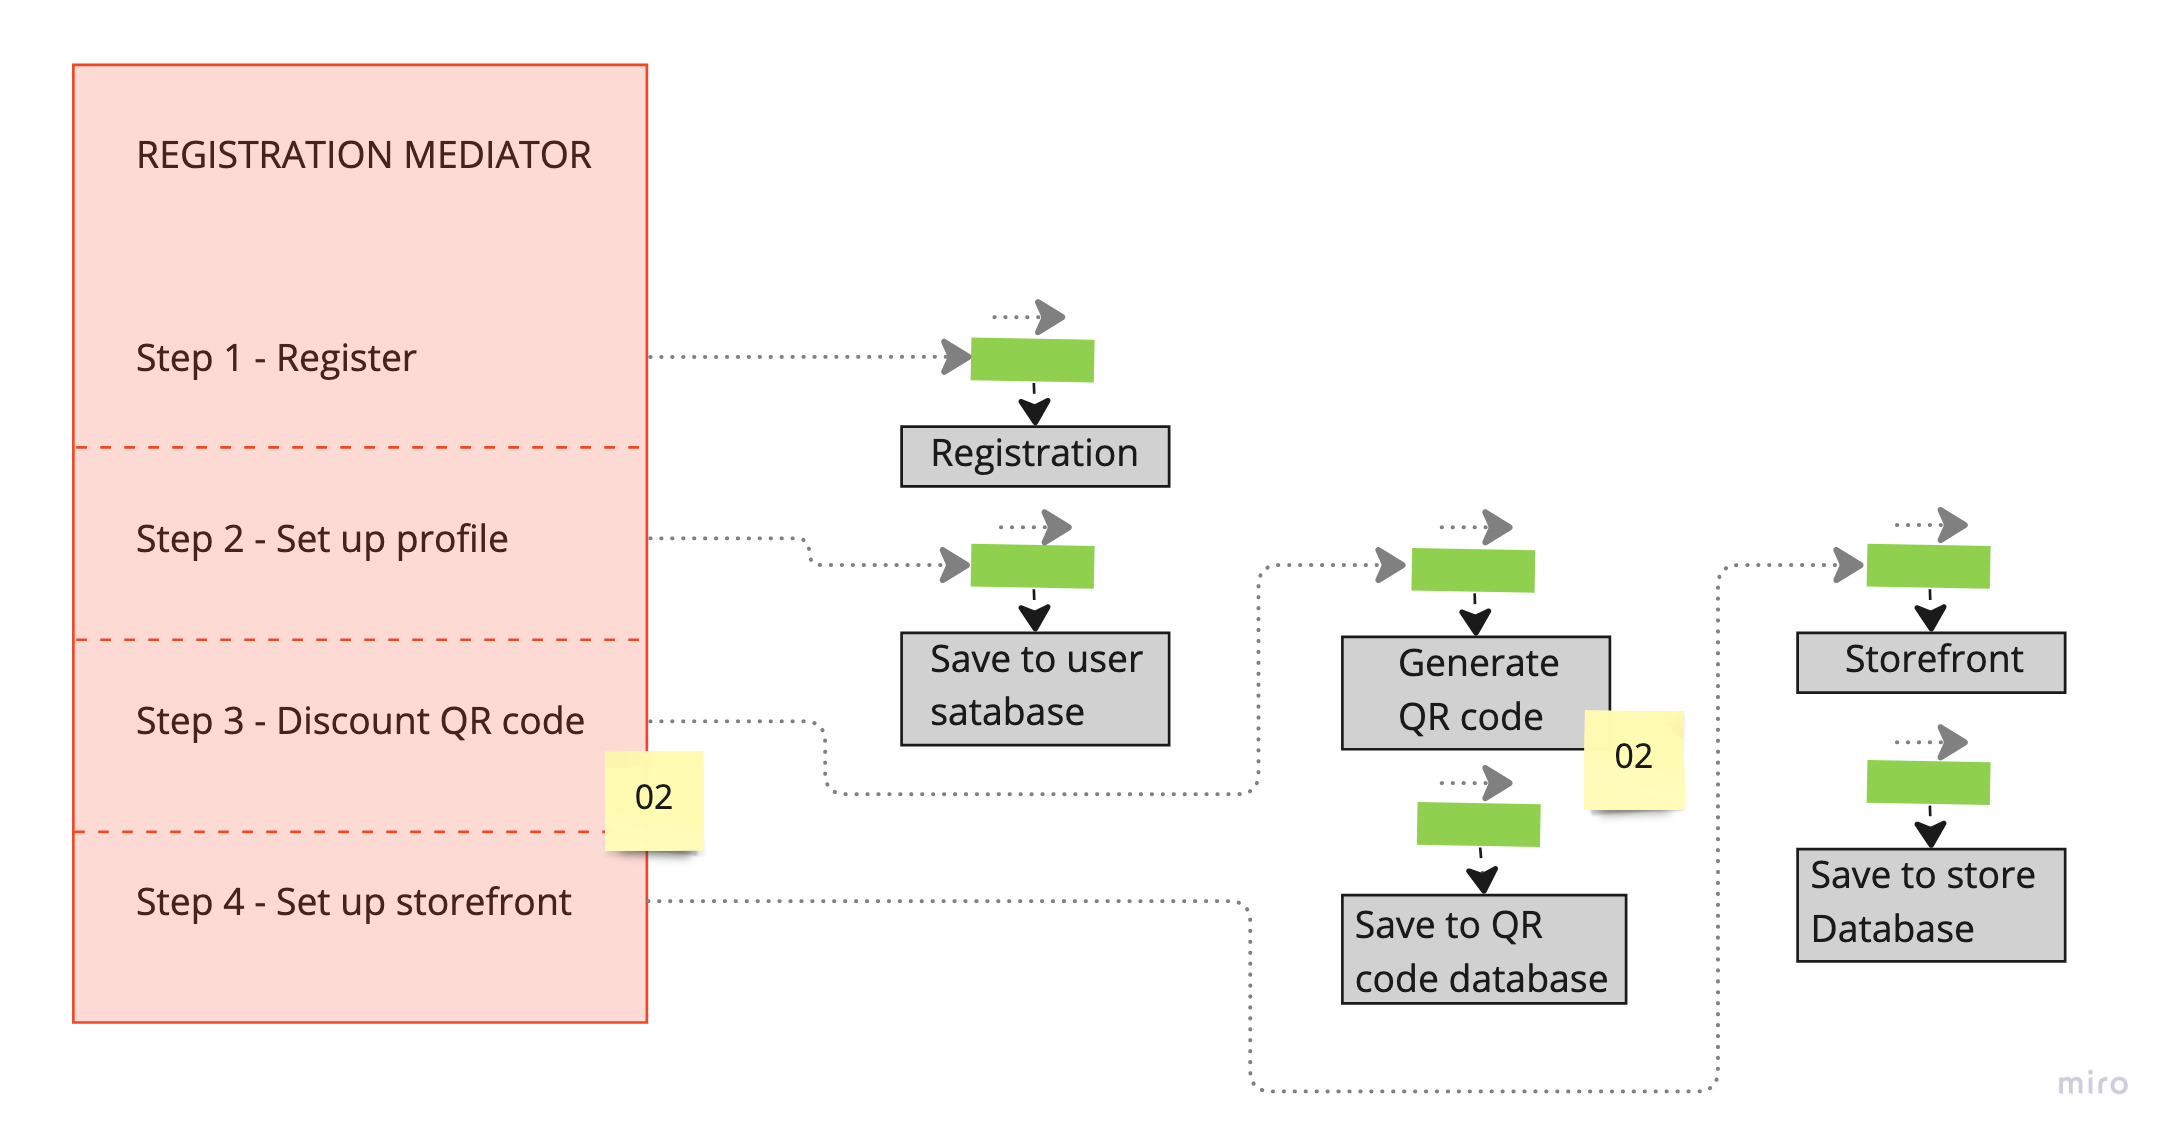 REGISTRATION MEDIATOR
Step 1 - Register
Step 2 - Set up profile
Step 3 - Discount QR code
02
Step 4 - Set up storefront
Registration
Save to user
satabase
Generate
QR code
02
Save to QR
code database
Storefront
Save to store
Database
miro